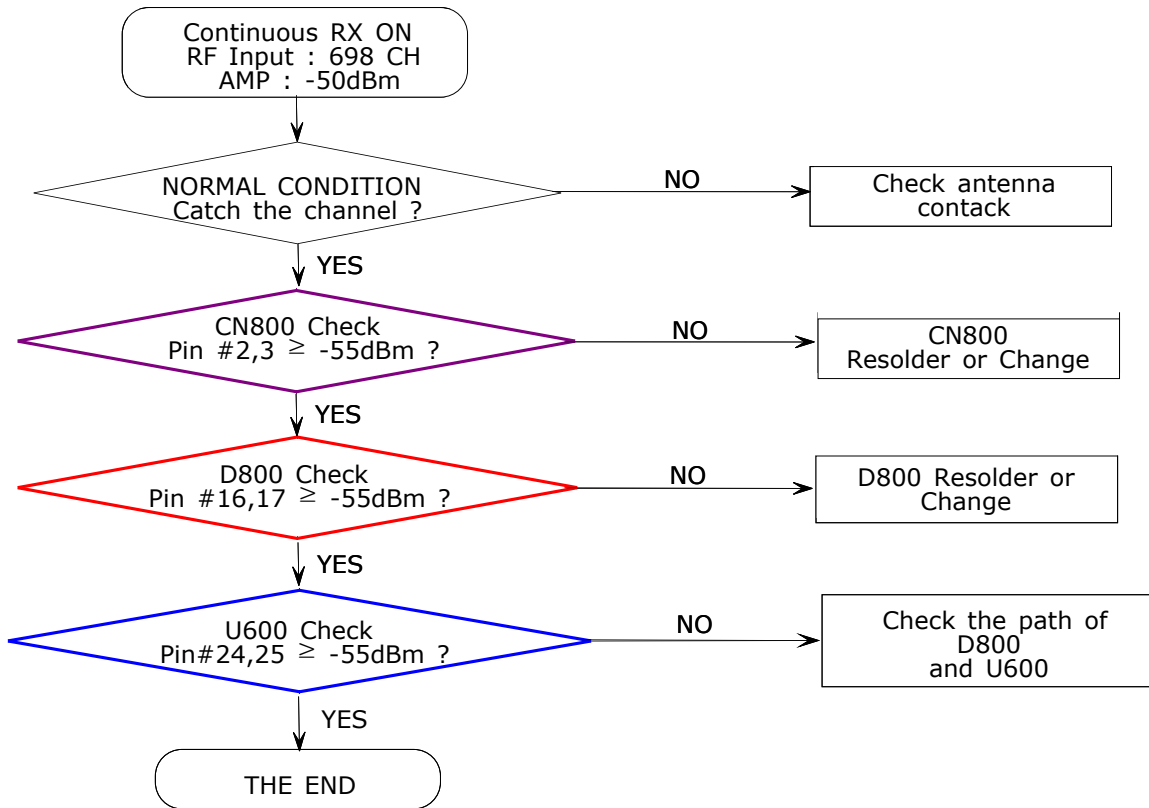 Continuous RX ON
RF Input : 698 CH
AMP : -50dBm
NORMAL CONDITION
Catch the channel ?
NO
Check antenna
contack
YES
CN800 Check
Pin #2,3 ≥ -55dBm ?
NO
CN800
Resolder or Change
YES
D800 Check
Pin #16,17 ≥ -55dBm ?
NO
D800 Resolder or
Change
YES
U600 Check
Pin#24,25 ≥ -55dBm ?
NO
Check the path of
D800
and U600
YES
THE END